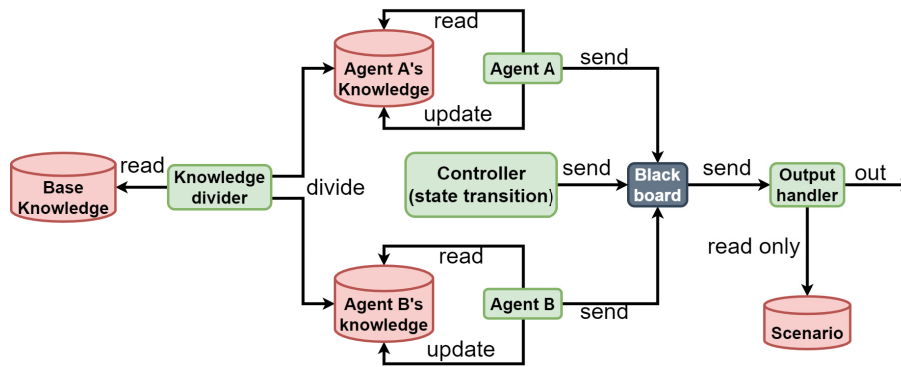 read
Agent A's
Knowledge
Agent A
send
update
read
Base
Knowledge
Knowledge
divider
divide
Controller
(state transition)
send
Black
board
send
Output
handler
out
read only
Scenario
read
Agent B's
knowledge
Agent B
send
update